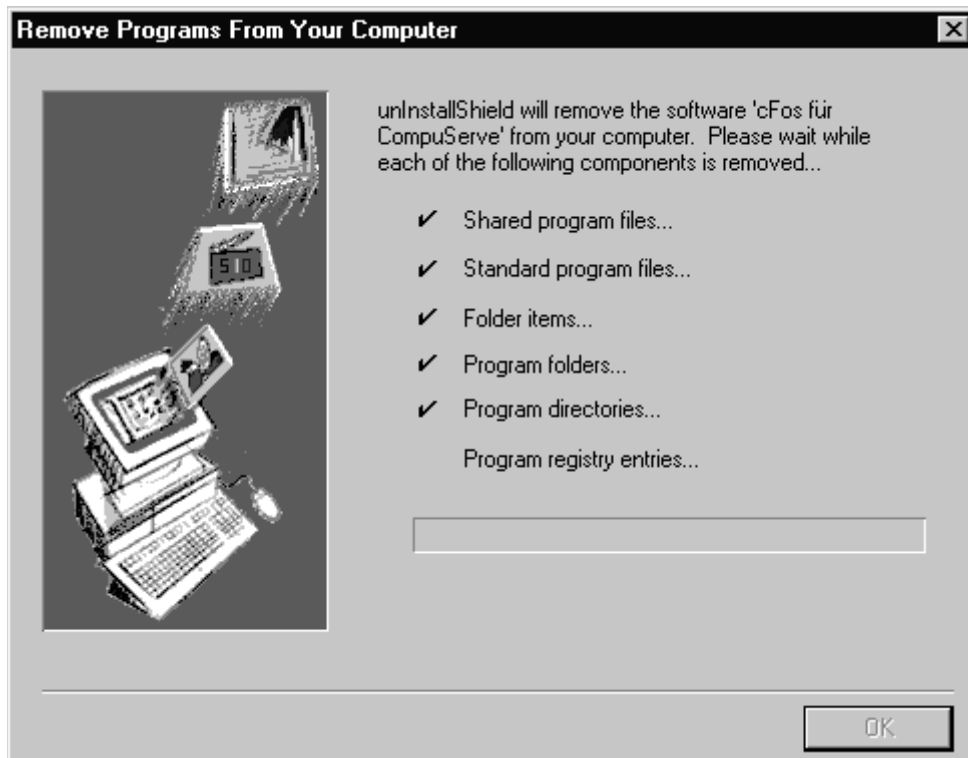 Remove Programs From Your Computer
unInstallShield will remove the software 'cFos für
CompuServe' from your computer. Please wait while
each of the following components is removed...
✔ Shared program files...
✔ Standard program files...
✔ Folder items...
✔ Program folders...
✔ Program directories...
Program registry entries...
OK